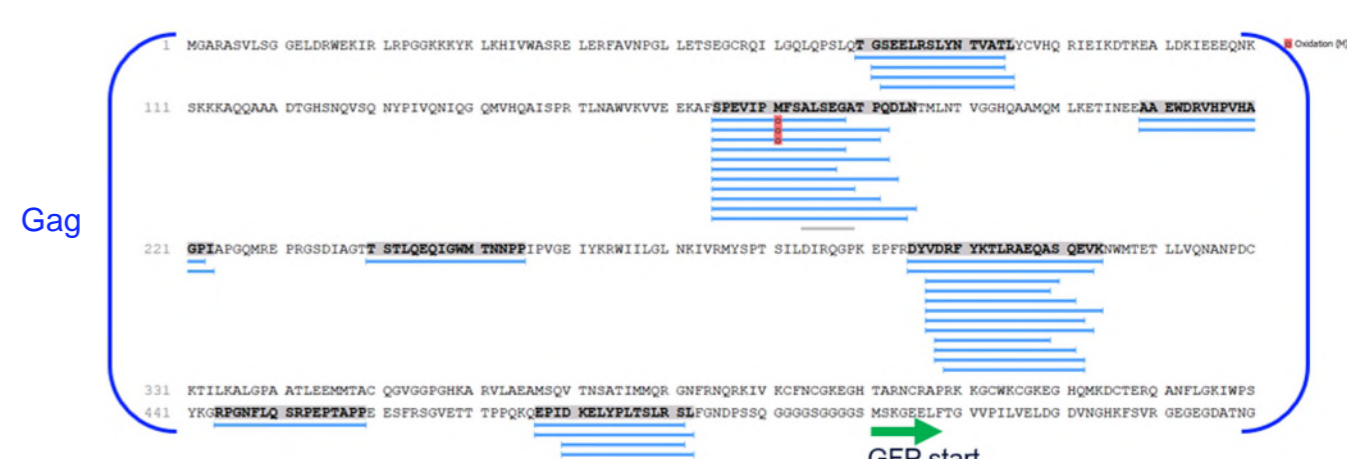 1 MGARASVLSG GELDRWEKIR LRPGGKKKYK LKHIVWASRE LERFAVNPGL LETSEGCRQI LGQLQPSLQT GSEELRSLYN TVATLYCVHQ RIEIKDTKEA LDKIEEEQNK
Oxidation (M)
111 SKKKAQQAAA DTGHSNQVSQ NYPIVQNIQG QMVHQAISPR TLNAWVKVVE EKAFSPEVIP MFSALSEGAT PQDLNTMLNT VGGHQAAMQM LKETINEEAA EWDRVHPVHA
o
o
o
Gag
221 GPIAPGQMRE PRGSDIAGTT STLQEQIGWM TNNPPIPVGE IYKRWIILGL NKIVRMYSPT SILDIRQGPK EPFRDYVDRF YKTLRAEQAS QEVKNWMTET LLVQNANPDC
331 KTILKALGPA ATLEEMMTAC QGVGGPGHKA RVLAEAMSQV TNSATIMMQR GNFRNQRKIV KCFNCGKEGH TARNCRAPRK KGCWKCGKEG HQMKDCTERQ ANFLGKIWPS
441 YKGRPGNFLQ SRPEPTAPPE ESFRSGVETT TPPQKQEPID KELYPLTSLR SLFGNDPSSQ GGGGSGGGGS MSKGEELFTG VVPILVELDG DVNGHKFSVR GEGEGDATNG
GFP start